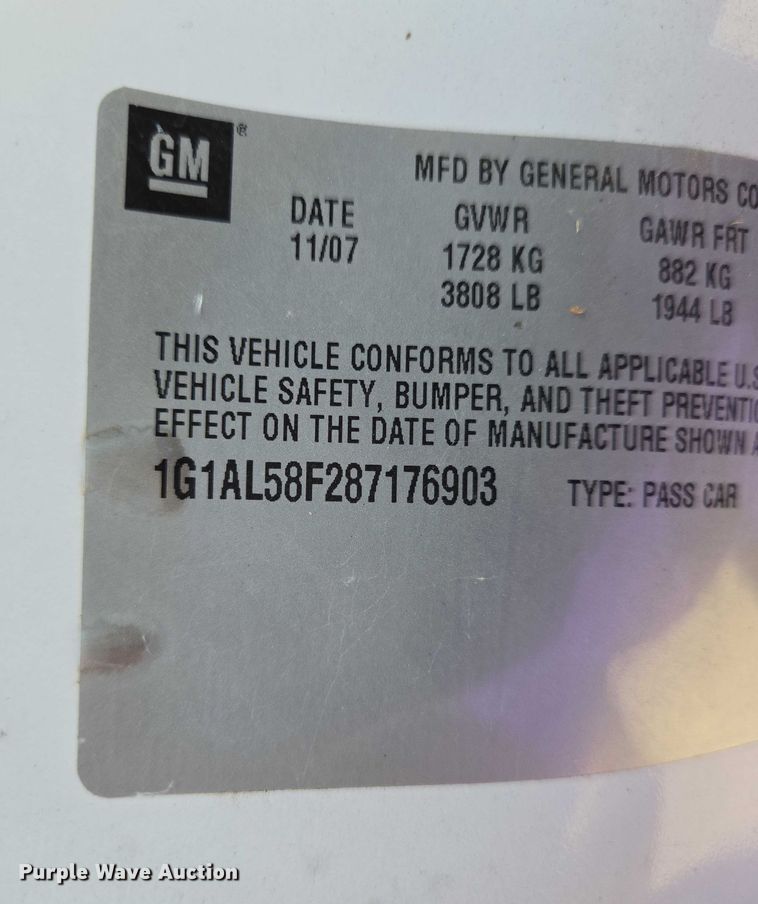 GM®
MFD BY GENERAL MOTORS CO
DATE GVWR GAWR FRT
11/07 1728 KG 882 KG
3808 LB 1944 LB
THIS VEHICLE CONFORMS TO ALL APPLICABLE U.S
VEHICLE SAFETY, BUMPER, AND THEFT PREVENTIO
EFFECT ON THE DATE OF MANUFACTURE SHOWN A
1G1AL58F287176903 TYPE: PASS CAR
Purple Wave Auction